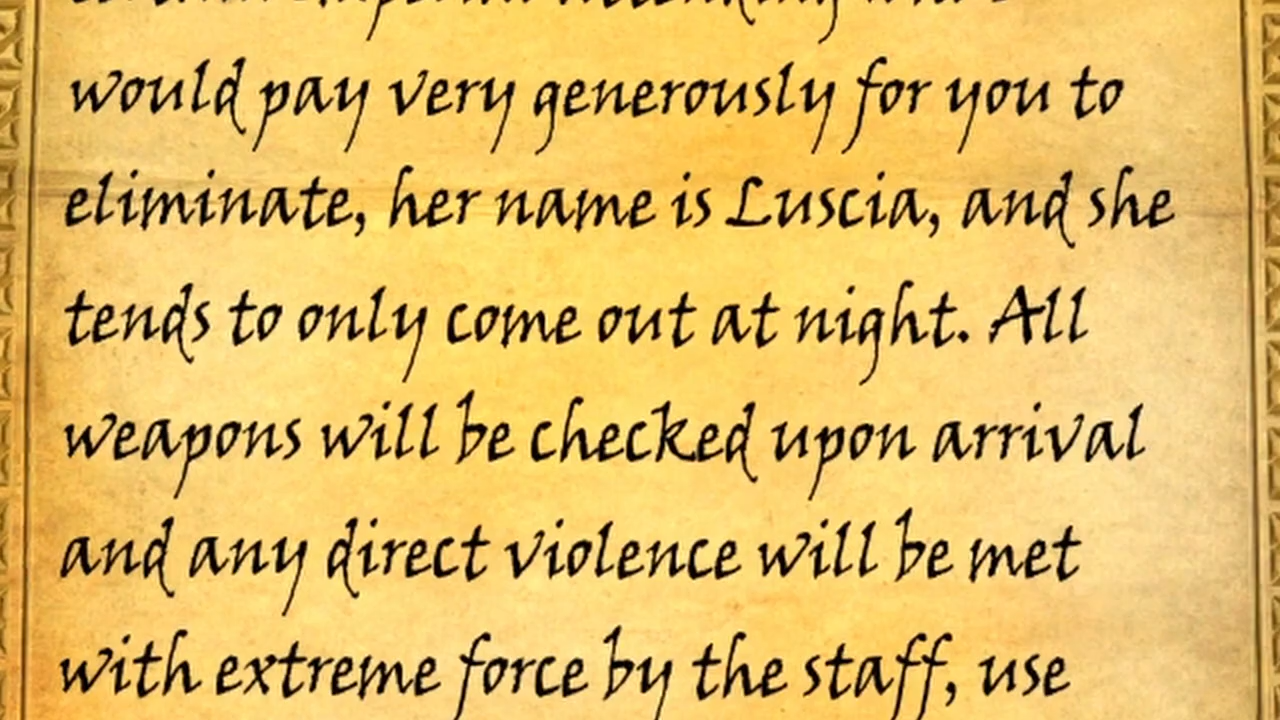 would pay very generously for you to
eliminate, her name is Luscia, and she
tends to only come out at night. All
weapons will be checked upon arrival
and any direct violence will be met
with extreme force by the staff, use